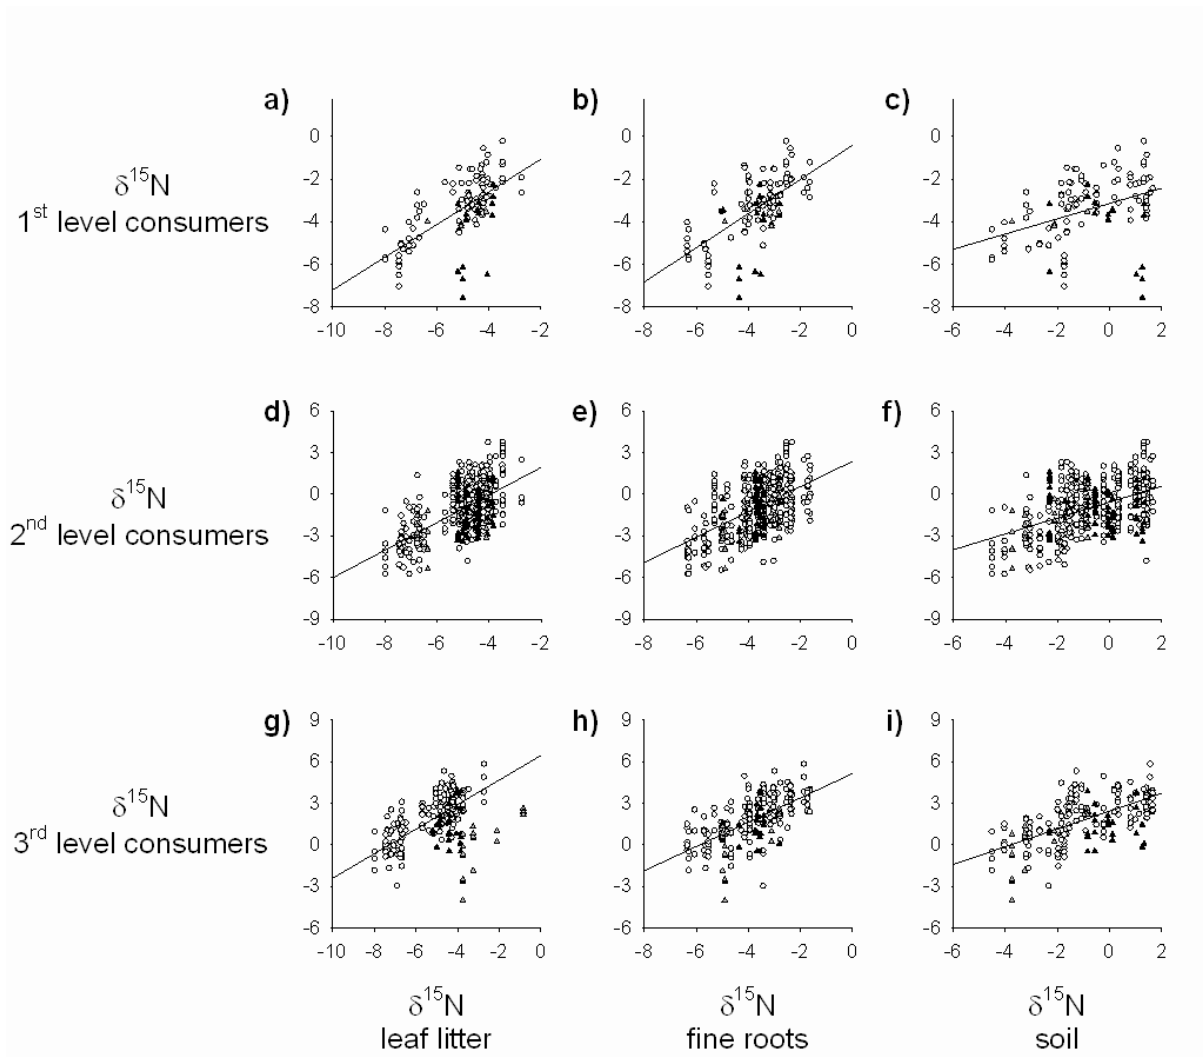 a)
b)
c)
δ¹⁵N
1ˢᵗ level consumers
0
-2
-4
-6
-8
-10 -8 -6 -4 -2
0
-2
-4
-6
-8
-8 -6 -4 -2 0
0
-2
-4
-6
-8
-6 -4 -2 0 2
d)
e)
f)
δ¹⁵N
2ⁿᵈ level consumers
6
3
0
-3
-6
-9
-10 -8 -6 -4 -2
6
3
0
-3
-6
-9
-8 -6 -4 -2 0
6
3
0
-3
-6
-9
-6 -4 -2 0 2
g)
h)
i)
δ¹⁵N
3ʳᵈ level consumers
9
6
3
0
-3
-6
-10 -8 -6 -4 -2 0
9
6
3
0
-3
-6
-8 -6 -4 -2 0
9
6
3
0
-3
-6
-6 -4 -2 0 2
δ¹⁵N
leaf litter
δ¹⁵N
fine roots
δ¹⁵N
soil